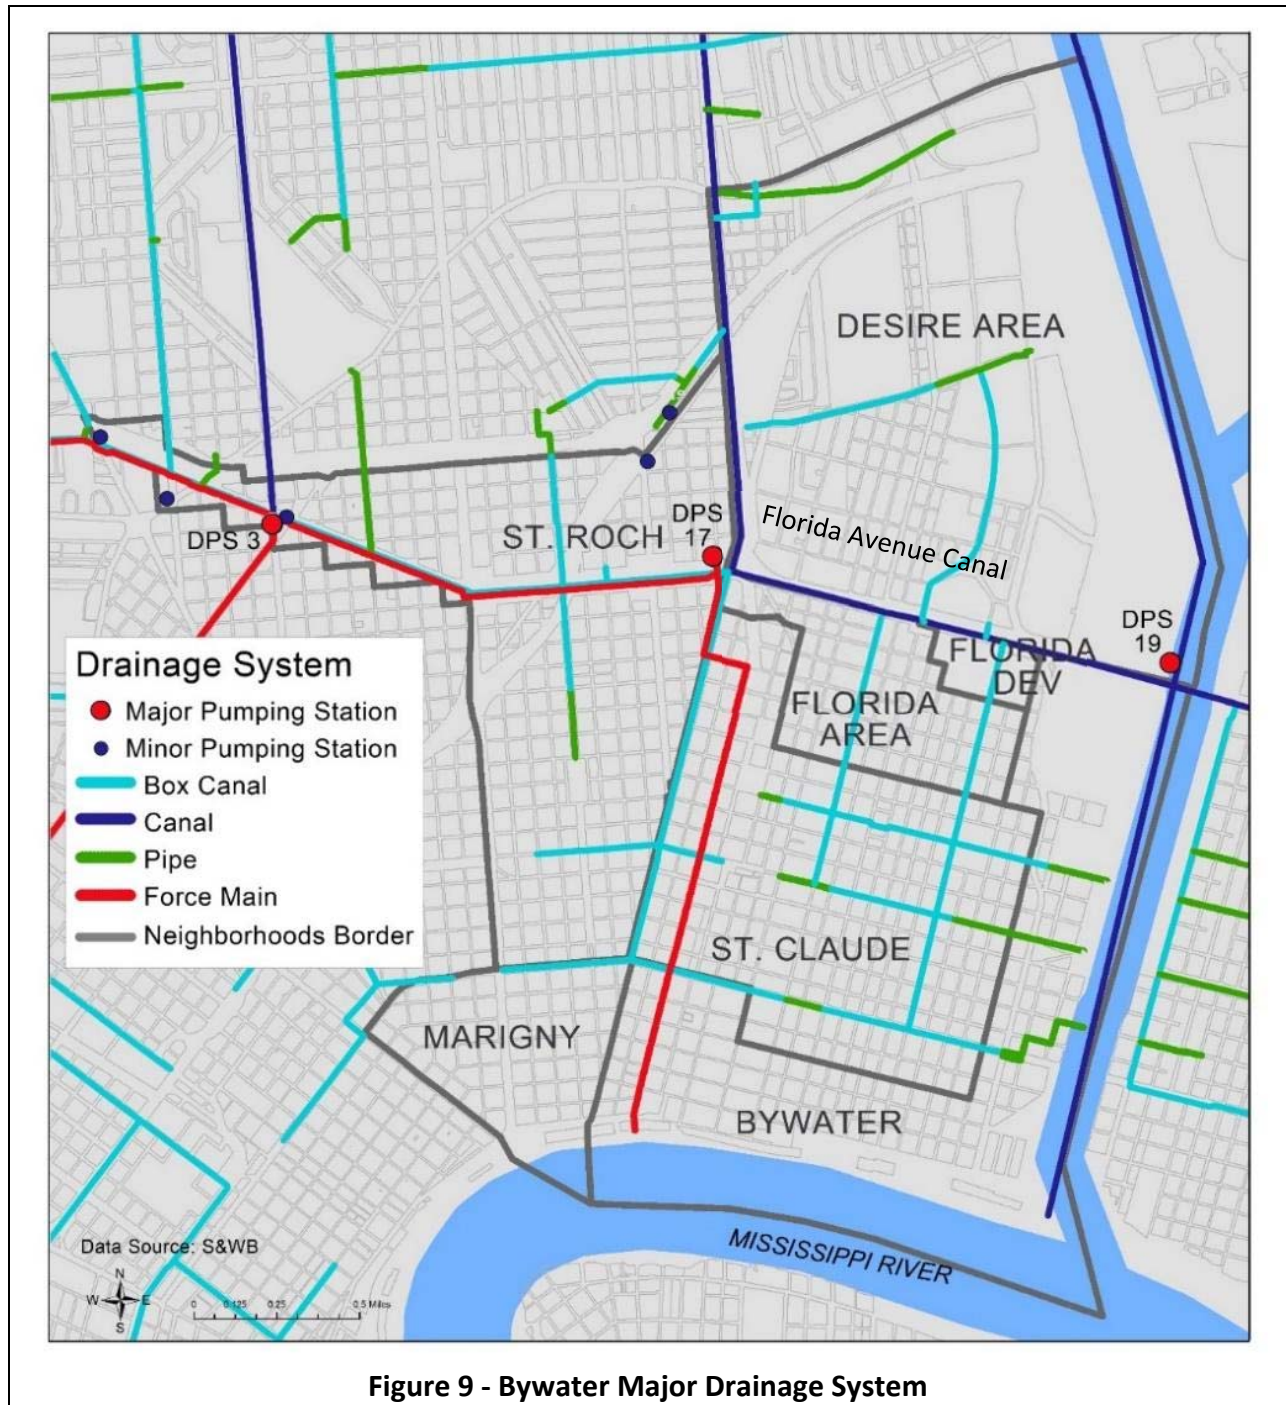 DESIRE AREA
Florida Avenue Canal
ST. ROCH
DPS
17
DPS 3
DPS
19
FLORIDA
DEV
FLORIDA
AREA
Drainage System
Major Pumping Station
Minor Pumping Station
Box Canal
Canal
Pipe
Force Main
Neighborhoods Border
ST. CLAUDE
MARIGNY
BYWATER
MISSISSIPPI RIVER
Data Source: S&WB
N
W E
S
0 0.125 0.25 0.5 Miles
Figure 9 - Bywater Major Drainage System